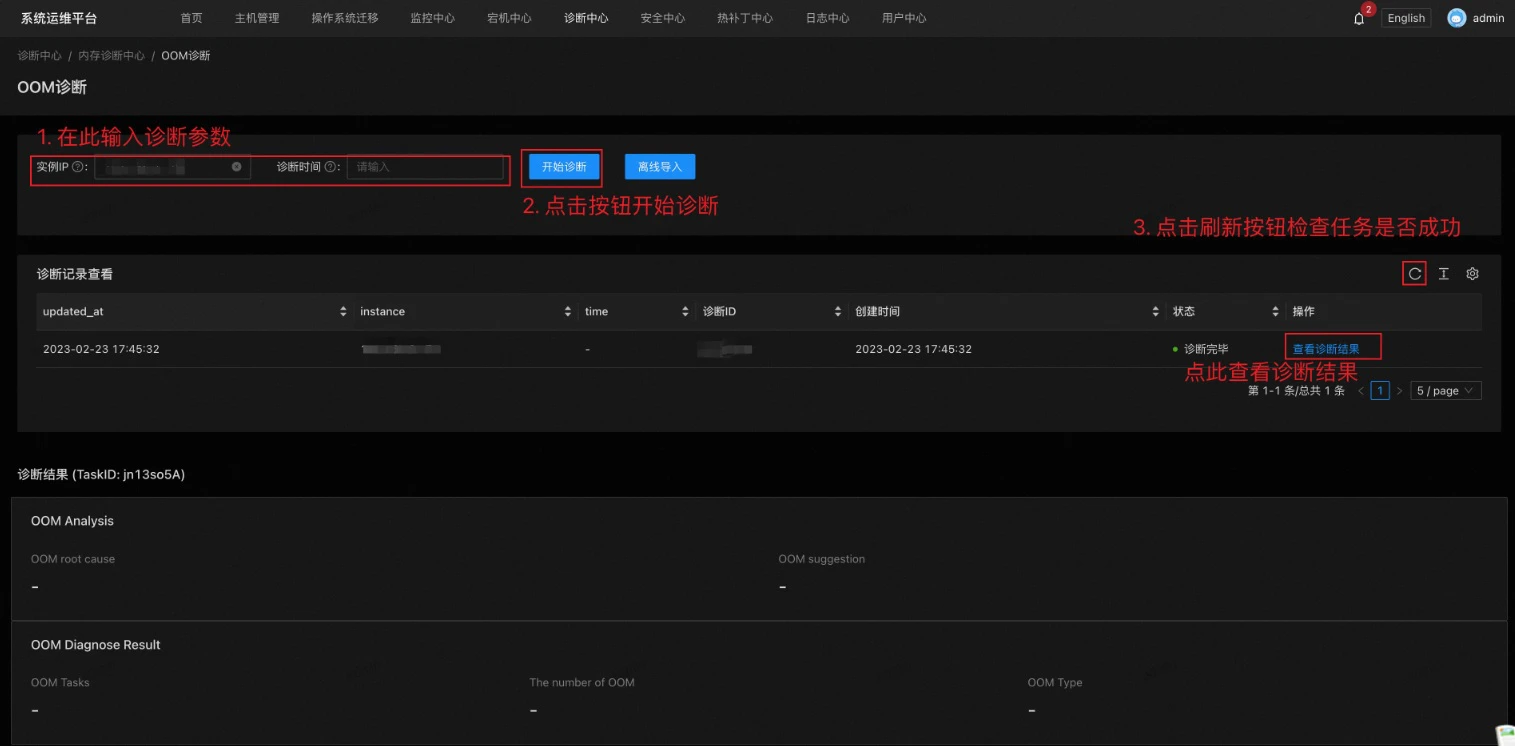 系统运维平台 首页 主机管理 操作系统迁移 监控中心 宕机中心 诊断中心 安全中心 热补丁中心 日志中心 用户中心 2 English admin
诊断中心 / 内存诊断中心 / OOM诊断
OOM诊断
1. 在此输入诊断参数
实例IP : 诊断时间 : 请输入 开始诊断 离线导入
2. 点击按钮开始诊断
3. 点击刷新按钮检查任务是否成功
诊断记录查看
updated_at instance time 诊断ID 创建时间 状态 操作
2023-02-23 17:45:32 - 2023-02-23 17:45:32 诊断完毕 查看诊断结果
点此查看诊断结果
第 1-1 条/总共 1 条 < 1 > 5 / page
诊断结果 (TaskID: jn13so5A)
OOM Analysis
OOM root cause OOM suggestion
- -
OOM Diagnose Result
OOM Tasks The number of OOM OOM Type
- - -